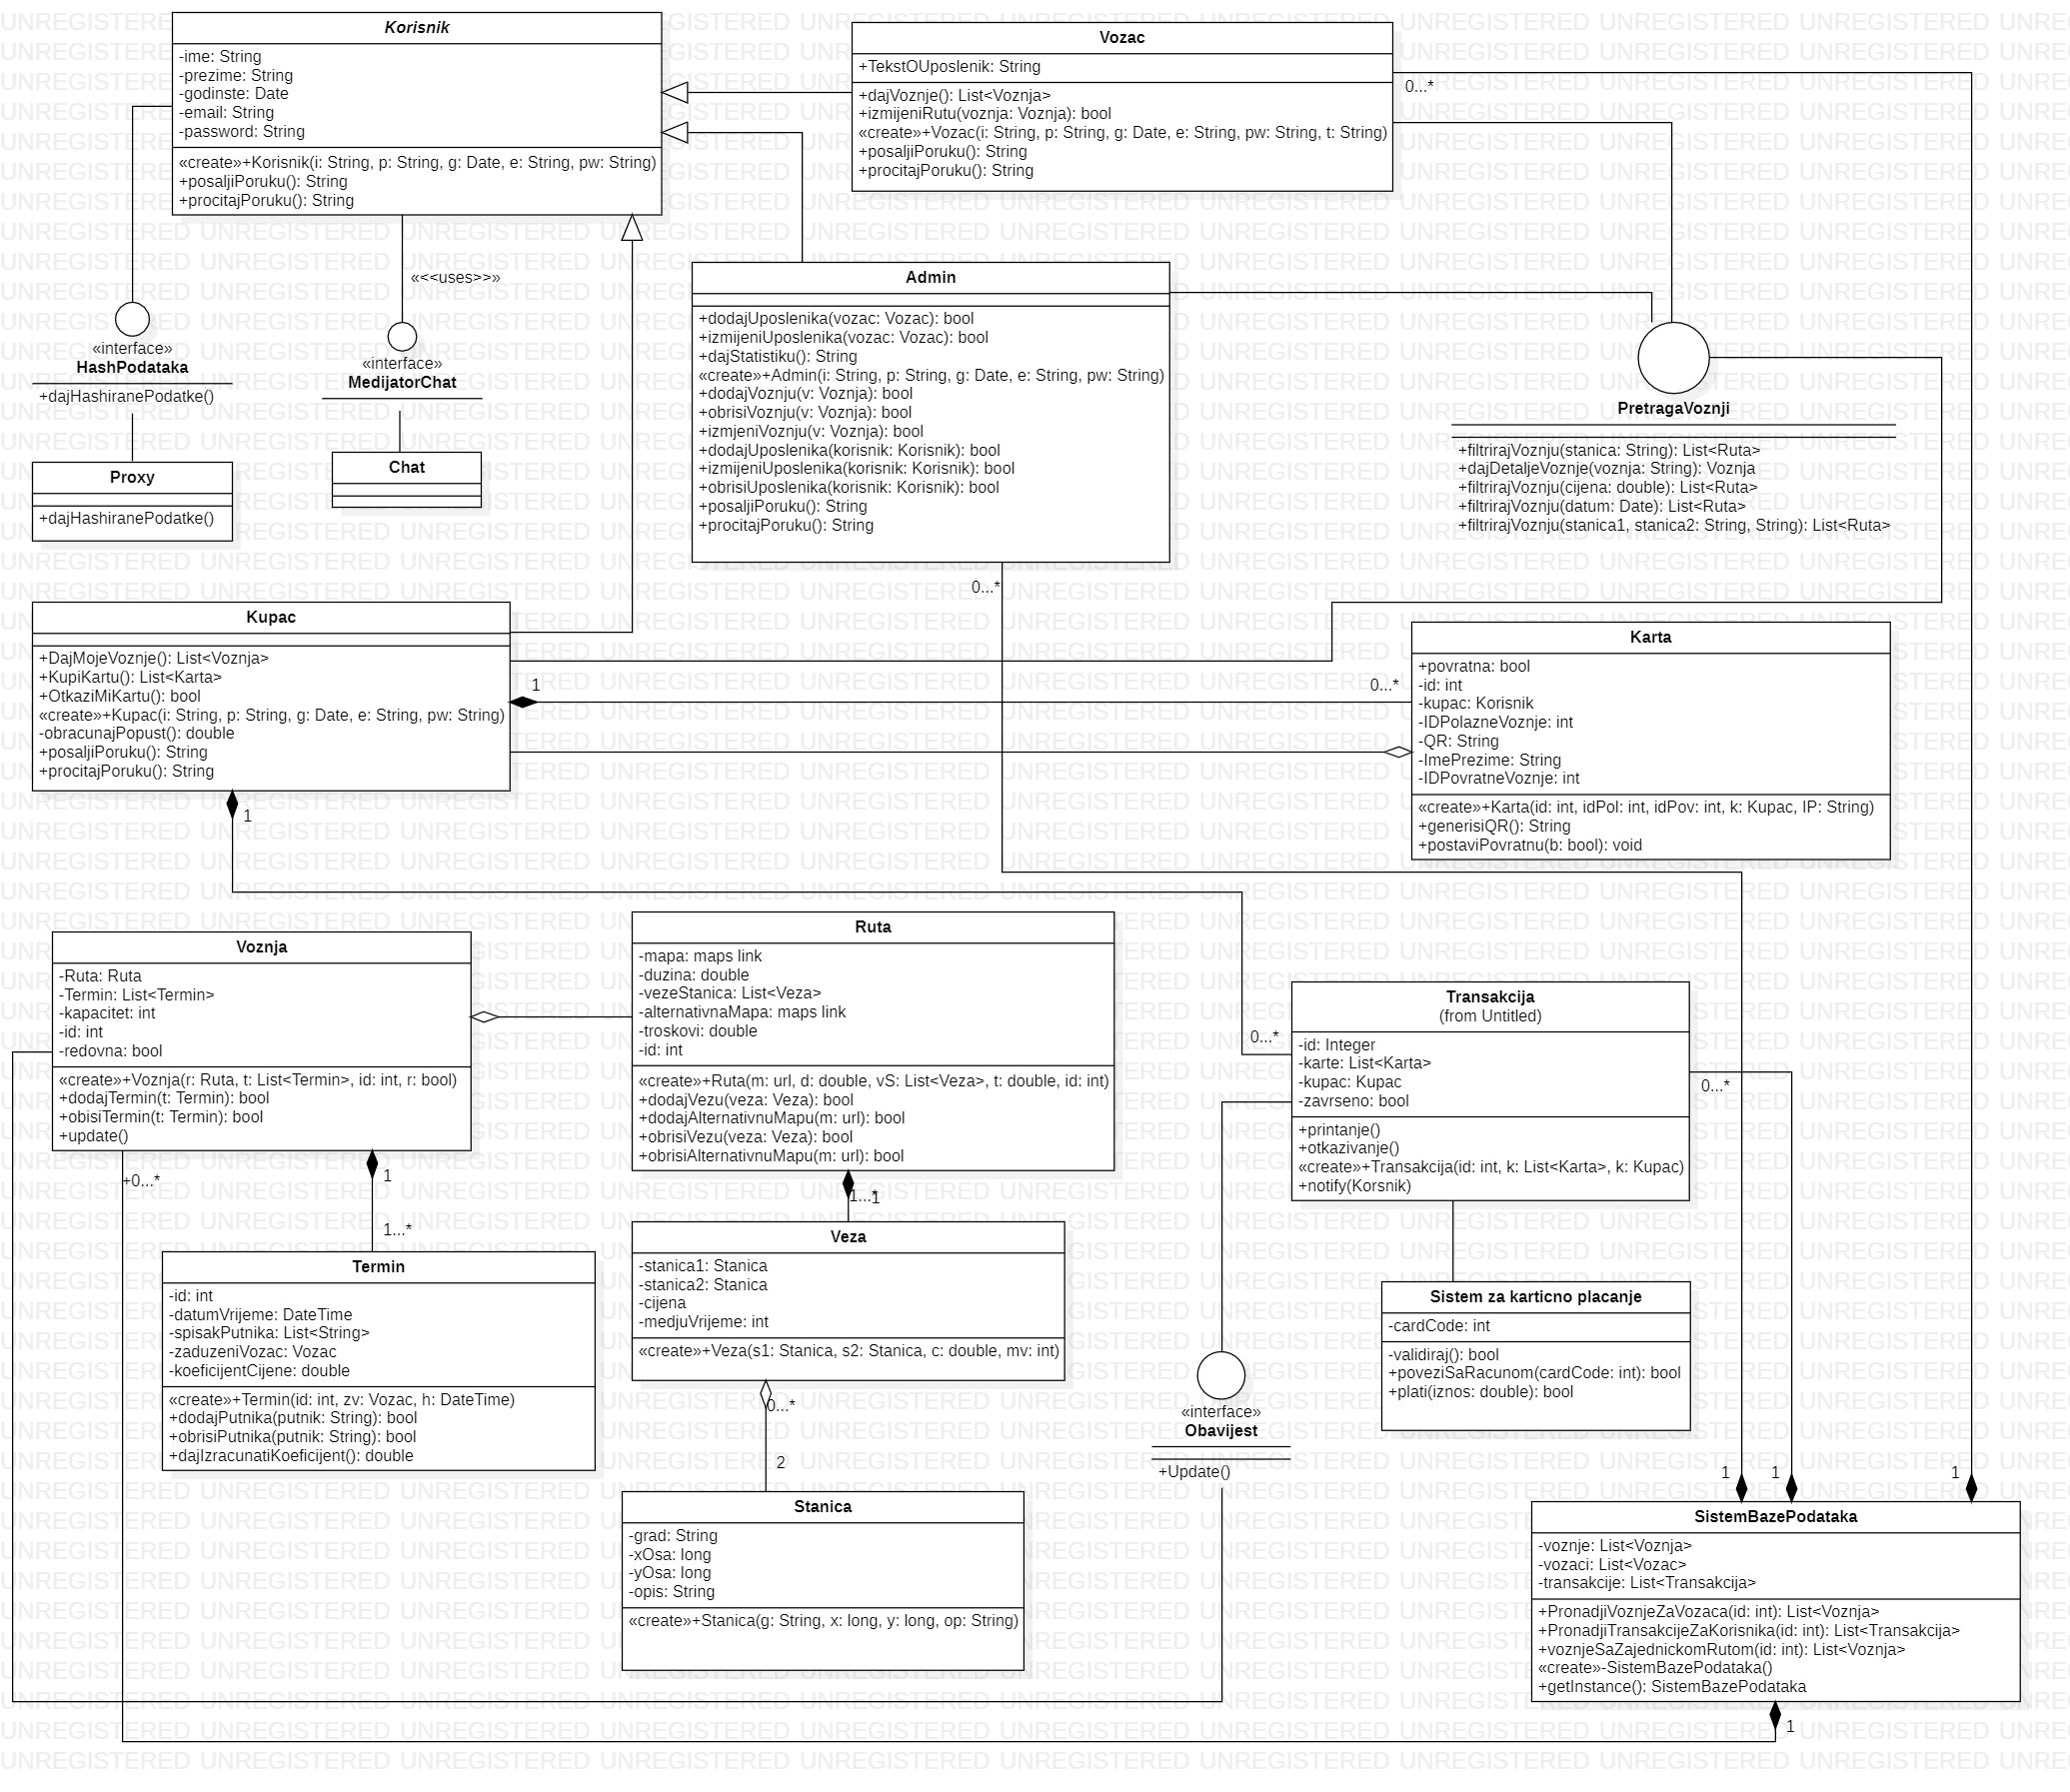 Korisnik
-ime: String
-prezime: String
-godinste: Date
-email: String
-password: String
«create»+Korisnik(i: String, p: String, g: Date, e: String, pw: String)
+posaljiPoruku(): String
+procitajPoruku(): String
Vozac
+TekstOUposlenik: String
+dajVoznje(): List<Voznja>
+izmijeniRutu(voznja: Voznja): bool
«create»+Vozac(i: String, p: String, g: Date, e: String, pw: String, t: String)
+posaljiPoruku(): String
+procitajPoruku(): String
0...*
«<<uses>>»
«interface»
HashPodataka
+dajHashiranePodatke()
«interface»
MedijatorChat
Proxy
+dajHashiranePodatke()
Chat
Admin
+dodajUposlenika(vozac: Vozac): bool
+izmijeniUposlenika(vozac: Vozac): bool
+dajStatistiku(): String
«create»+Admin(i: String, p: String, g: Date, e: String, pw: String)
+dodajVoznju(v: Voznja): bool
+obrisiVoznju(v: Voznja): bool
+izmjeniVoznju(v: Voznja): bool
+dodajUposlenika(korisnik: Korisnik): bool
+izmijeniUposlenika(korisnik: Korisnik): bool
+obrisiUposlenika(korisnik: Korisnik): bool
+posaljiPoruku(): String
+procitajPoruku(): String
0...*
PretragaVoznji
+filtrirajVoznju(stanica: String): List<Ruta>
+dajDetaljeVoznje(voznja: String): Voznja
+filtrirajVoznju(cijena: double): List<Ruta>
+filtrirajVoznju(datum: Date): List<Ruta>
+filtrirajVoznju(stanica1, stanica2: String, String): List<Ruta>
Kupac
+DajMojeVoznje(): List<Voznja>
+KupiKartu(): List<Karta>
+OtkaziMiKartu(): bool
«create»+Kupac(i: String, p: String, g: Date, e: String, pw: String)
-obracunajPopust(): double
+posaljiPoruku(): String
+procitajPoruku(): String
1
0...*
1
Karta
+povratna: bool
-id: int
-kupac: Korisnik
-IDPolazneVoznje: int
-QR: String
-ImePrezime: String
-IDPovratneVoznje: int
«create»+Karta(id: int, idPol: int, idPov: int, k: Kupac, IP: String)
+generisiQR(): String
+postaviPovratnu(b: bool): void
Voznja
-Ruta: Ruta
-Termin: List<Termin>
-kapacitet: int
-id: int
-redovna: bool
«create»+Voznja(r: Ruta, t: List<Termin>, id: int, r: bool)
+dodajTermin(t: Termin): bool
+obisiTermin(t: Termin): bool
+update()
+0...*
1
1...*
Ruta
-mapa: maps link
-duzina: double
-vezeStanica: List<Veza>
-alternativnaMapa: maps link
-troskovi: double
-id: int
«create»+Ruta(m: url, d: double, vS: List<Veza>, t: double, id: int)
+dodajVezu(veza: Veza): bool
+dodajAlternativnuMapu(m: url): bool
+obrisiVezu(veza: Veza): bool
+obrisiAlternativnuMapu(m: url): bool
1...*
1
0...*
Transakcija
(from Untitled)
-id: Integer
-karte: List<Karta>
-kupac: Kupac
-zavrseno: bool
+printanje()
+otkazivanje()
«create»+Transakcija(id: int, k: List<Karta>, k: Kupac)
+notify(Korsnik)
0...*
Termin
-id: int
-datumVrijeme: DateTime
-spisakPutnika: List<String>
-zaduzeniVozac: Vozac
-koeficijentCijene: double
«create»+Termin(id: int, zv: Vozac, h: DateTime)
+dodajPutnika(putnik: String): bool
+obrisiPutnika(putnik: String): bool
+dajIzracunatiKoeficijent(): double
Veza
-stanica1: Stanica
-stanica2: Stanica
-cijena
-medjuVrijeme: int
«create»+Veza(s1: Stanica, s2: Stanica, c: double, mv: int)
0...*
2
Stanica
-grad: String
-xOsa: long
-yOsa: long
-opis: String
«create»+Stanica(g: String, x: long, y: long, op: String)
«interface»
Obavijest
+Update()
Sistem za karticno placanje
-cardCode: int
-validiraj(): bool
+poveziSaRacunom(cardCode: int): bool
+plati(iznos: double): bool
1
1
1
SistemBazePodataka
-voznje: List<Voznja>
-vozaci: List<Vozac>
-transakcije: List<Transakcija>
+PronadjiVoznjeZaVozaca(id: int): List<Voznja>
+PronadjiTransakcijeZaKorisnika(id: int): List<Transakcija>
+voznjeSaZajednickomRutom(id: int): List<Voznja>
«create»-SistemBazePodataka()
+getInstance(): SistemBazePodataka
1